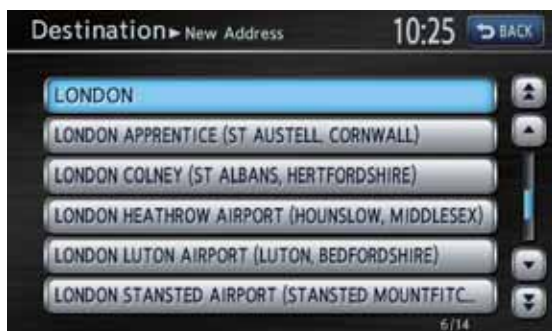 Destination▶ New Address 10:25 BACK
LONDON
LONDON APPRENTICE (ST AUSTELL, CORNWALL)
LONDON COLNEY (ST ALBANS, HERTFORDSHIRE)
LONDON HEATHROW AIRPORT (HOUNSLOW, MIDDLESEX)
LONDON LUTON AIRPORT (LUTON, BEDFORDSHIRE)
LONDON STANSTED AIRPORT (STANSTED MOUNTFITC...
6/14